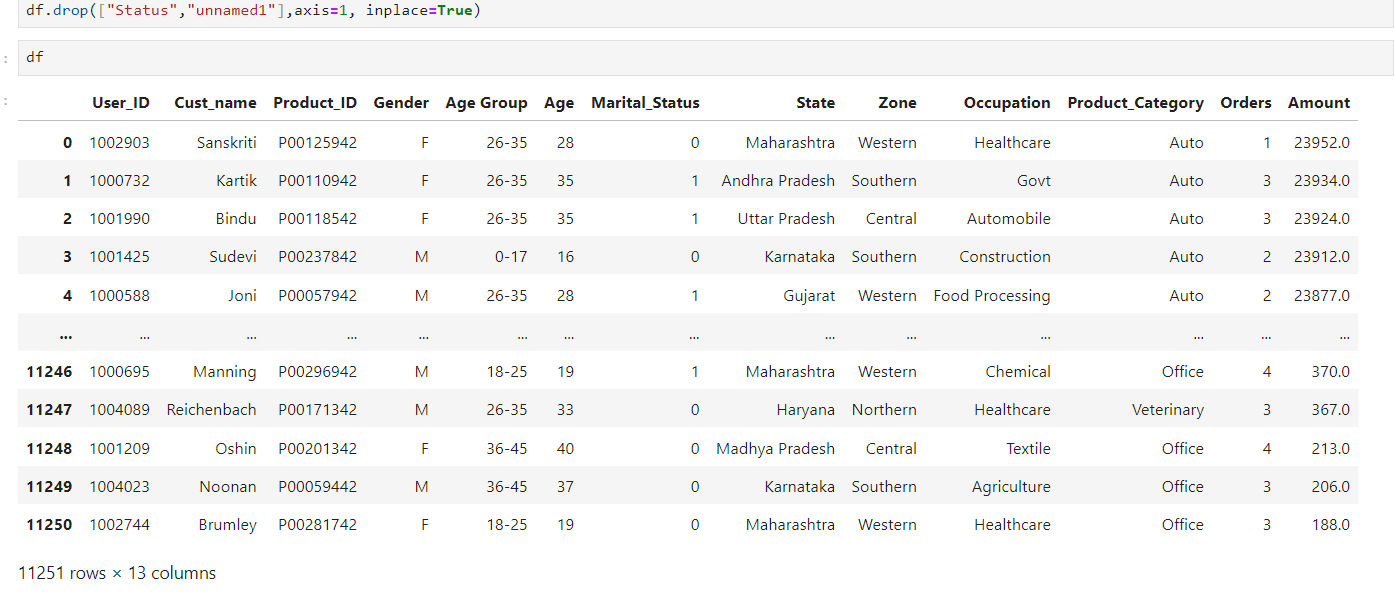 df.drop(["Status","unnamed1"],axis=1, inplace=True)
: df
:
User_ID Cust_name Product_ID Gender Age Group Age Marital_Status State Zone Occupation Product_Category Orders Amount
0 1002903 Sanskriti P00125942 F 26-35 28 0 Maharashtra Western Healthcare Auto 1 23952.0
1 1000732 Kartik P00110942 F 26-35 35 1 Andhra Pradesh Southern Govt Auto 3 23934.0
2 1001990 Bindu P00118542 F 26-35 35 1 Uttar Pradesh Central Automobile Auto 3 23924.0
3 1001425 Sudevi P00237842 M 0-17 16 0 Karnataka Southern Construction Auto 2 23912.0
4 1000588 Joni P00057942 M 26-35 28 1 Gujarat Western Food Processing Auto 2 23877.0
... ... ... ... ... ... ... ... ... ... ... ... ... ...
11246 1000695 Manning P00296942 M 18-25 19 1 Maharashtra Western Chemical Office 4 370.0
11247 1004089 Reichenbach P00171342 M 26-35 33 0 Haryana Northern Healthcare Veterinary 3 367.0
11248 1001209 Oshin P00201342 F 36-45 40 0 Madhya Pradesh Central Textile Office 4 213.0
11249 1004023 Noonan P00059442 M 36-45 37 0 Karnataka Southern Agriculture Office 3 206.0
11250 1002744 Brumley P00281742 F 18-25 19 0 Maharashtra Western Healthcare Office 3 188.0
11251 rows × 13 columns